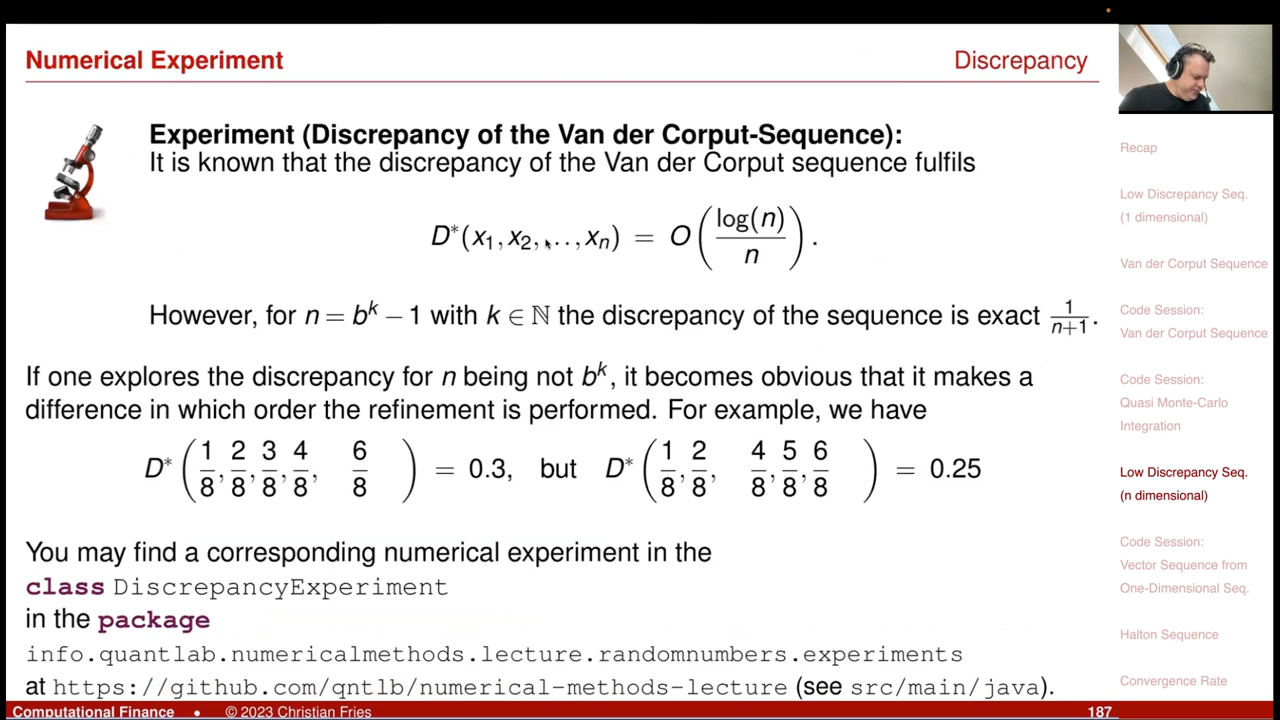 Numerical Experiment
Discrepancy
Experiment (Discrepancy of the Van der Corput-Sequence):
It is known that the discrepancy of the Van der Corput sequence fulfils
D*(x₁, x₂, ..., xₙ) = O(log(n)/n).
However, for n = bᵏ − 1 with k ∈ ℕ the discrepancy of the sequence is exact 1/(n+1).
If one explores the discrepancy for n being not bᵏ, it becomes obvious that it makes a
difference in which order the refinement is performed. For example, we have
D*(1/8, 2/8, 3/8, 4/8, 6/8) = 0.3, but D*(1/8, 2/8, 4/8, 5/8, 6/8) = 0.25
You may find a corresponding numerical experiment in the
class DiscrepancyExperiment
in the package
info.quantlab.numericalmethods.lecture.randomnumbers.experiments
at https://github.com/qntlb/numerical-methods-lecture (see src/main/java).
Recap
Low Discrepancy Seq.
(1 dimensional)
Van der Corput Sequence
Code Session:
Van der Corput Sequence
Code Session:
Quasi Monte-Carlo
Integration
Low Discrepancy Seq.
(n dimensional)
Code Session:
Vector Sequence from
One-Dimensional Seq.
Halton Sequence
Convergence Rate
Computational Finance • © 2023 Christian Fries
187